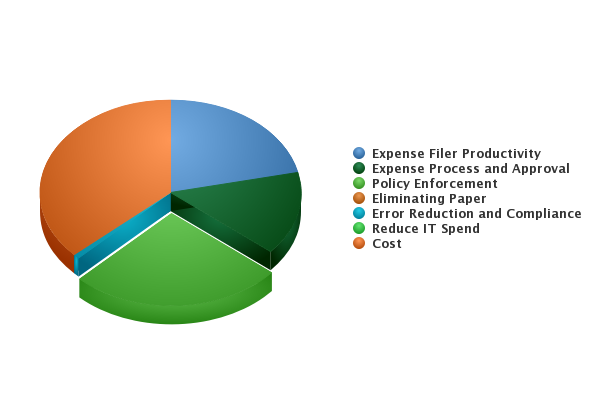 Expense Filer Productivity
Expense Process and Approval
Policy Enforcement
Eliminating Paper
Error Reduction and Compliance
Reduce IT Spend
Cost